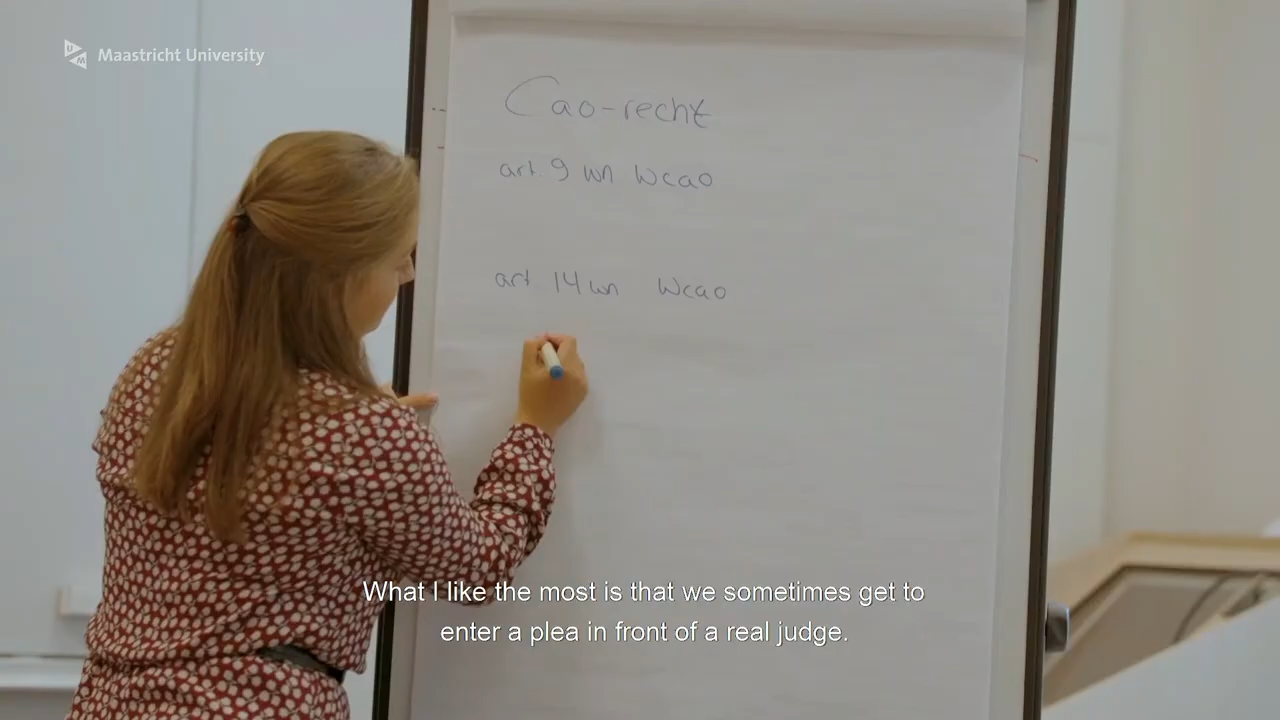 Maastricht University
Cao-recht
art. 9 wn Wcao
art 14 wn Wcao
What I like the most is that we sometimes get to
enter a plea in front of a real judge.